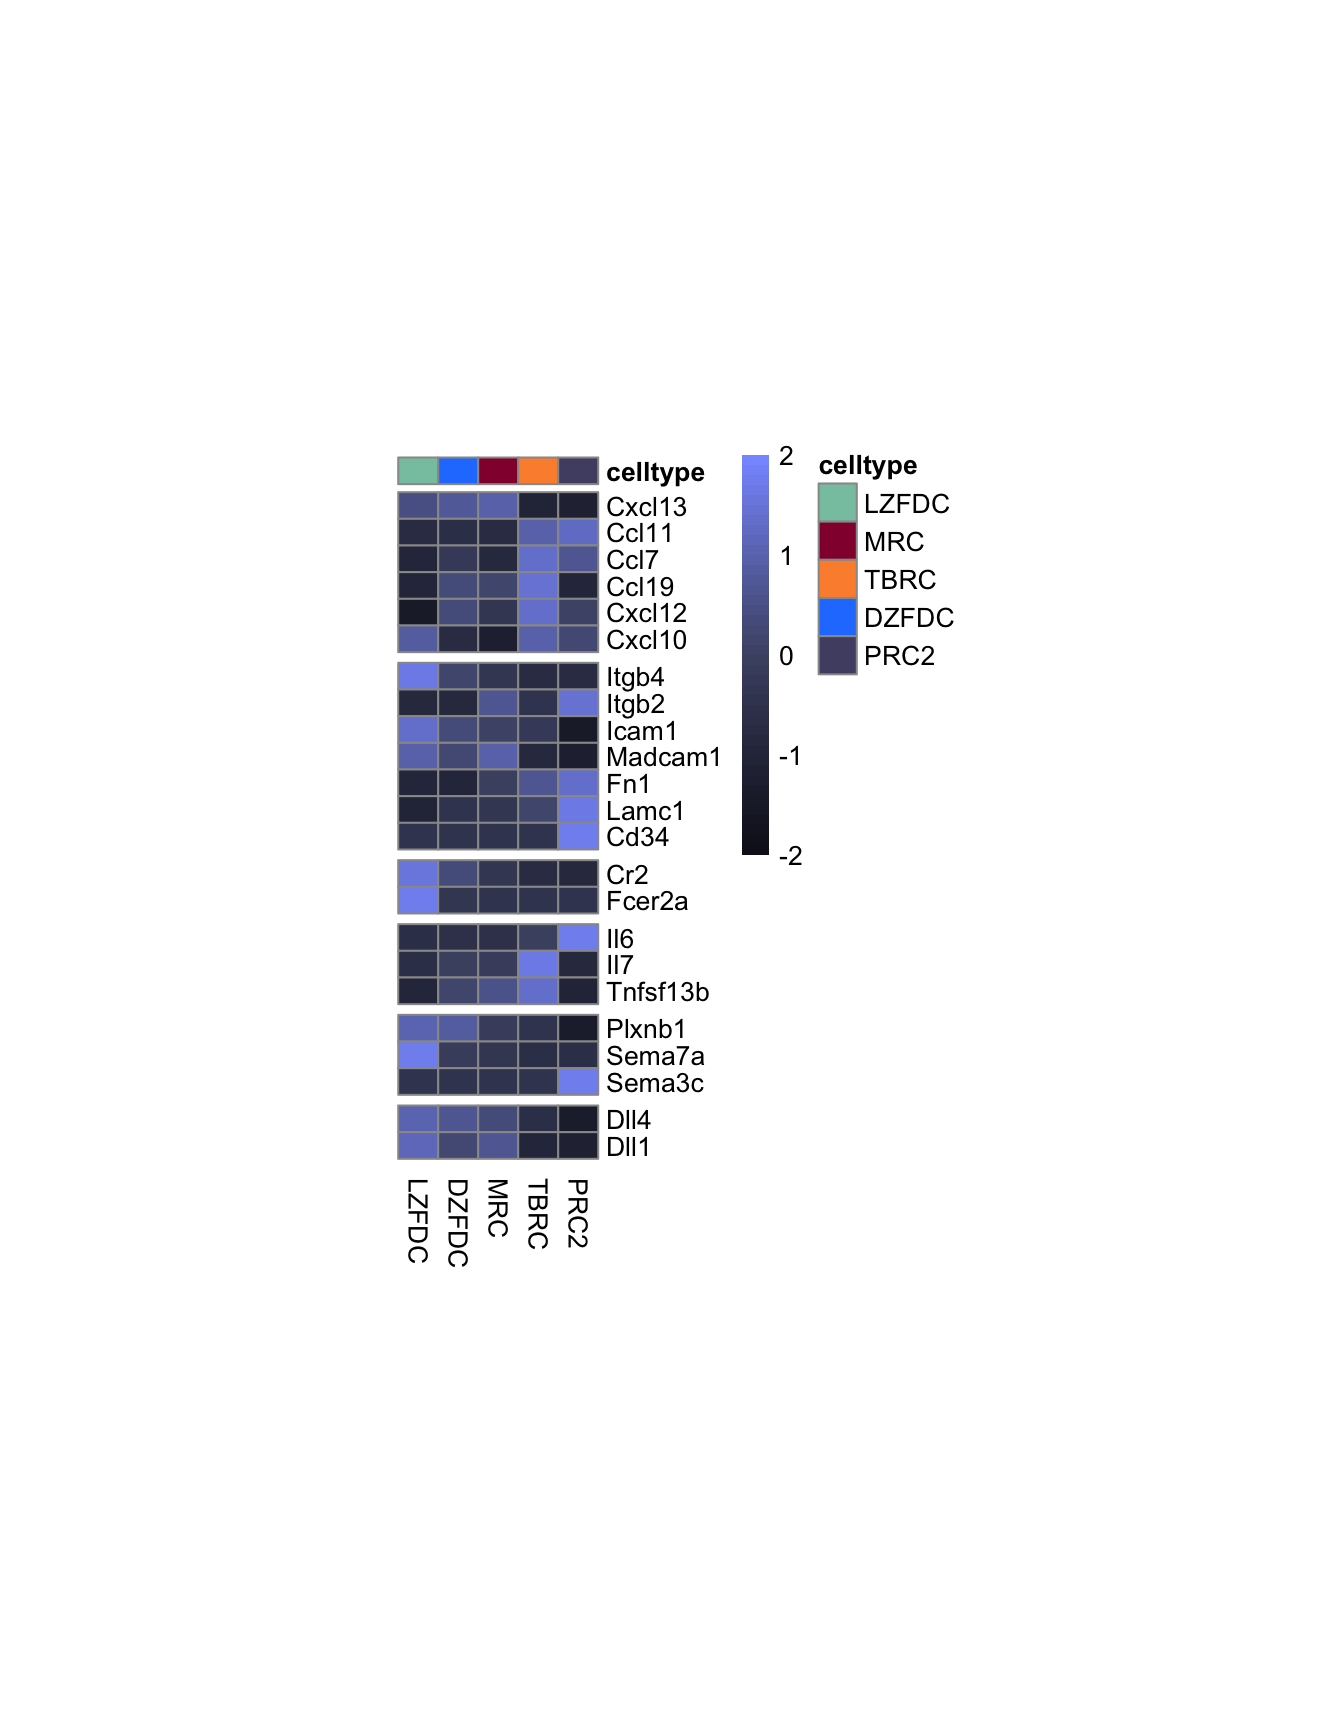 celltype
Cxcl13
Ccl11
Ccl7
Ccl19
Cxcl12
Cxcl10
Itgb4
Itgb2
Icam1
Madcam1
Fn1
Lamc1
Cd34
Cr2
Fcer2a
Il6
Il7
Tnfsf13b
Plxnb1
Sema7a
Sema3c
Dll4
Dll1
LZFDC
DZFDC
MRC
TBRC
PRC2
2
1
0
-1
-2
celltype
LZFDC
MRC
TBRC
DZFDC
PRC2